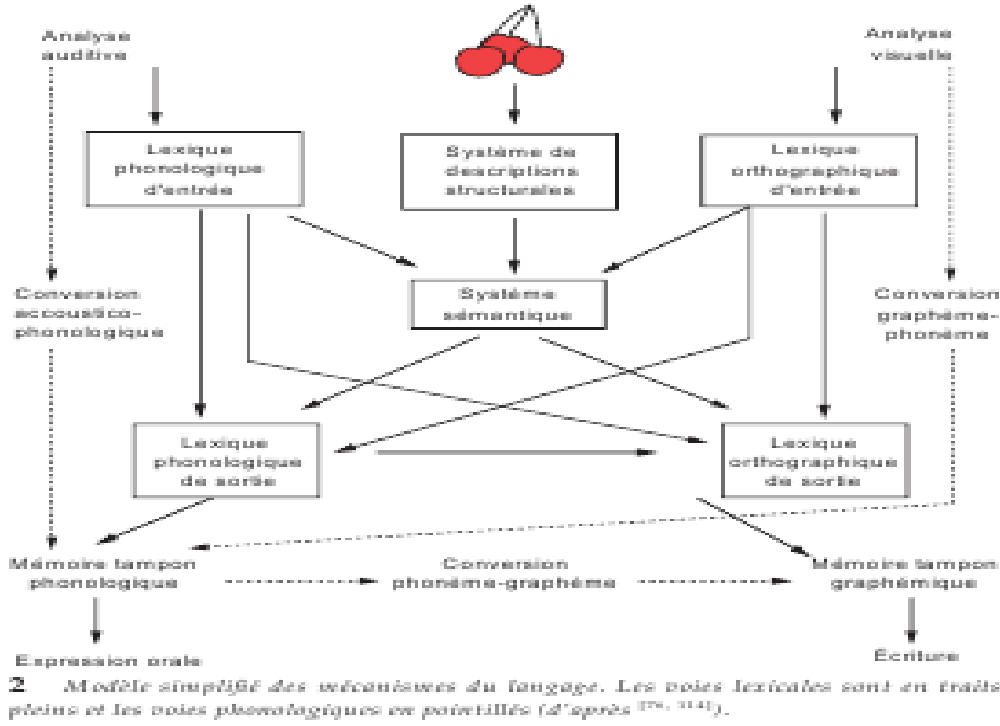 Analyse
auditive
Analyse
visuelle
Lexique
phonologique
d'entrée
Système de
descriptions
structurales
Lexique
orthographique
d'entrée
Conversion
accoustico-
phonologique
Système
sémantique
Conversion
graphème-
phonème
Lexique
phonologique
de sortie
Lexique
orthographique
de sortie
Mémoire tampon
phonologique
Conversion
phonème-graphème
Mémoire tampon
graphémique
Expression orale
Ecriture
2 Modèle simplifié des mécanismes du langage. Les voies lexicales sont en traits
pleins et les voies phonologiques en pointillés (d'après